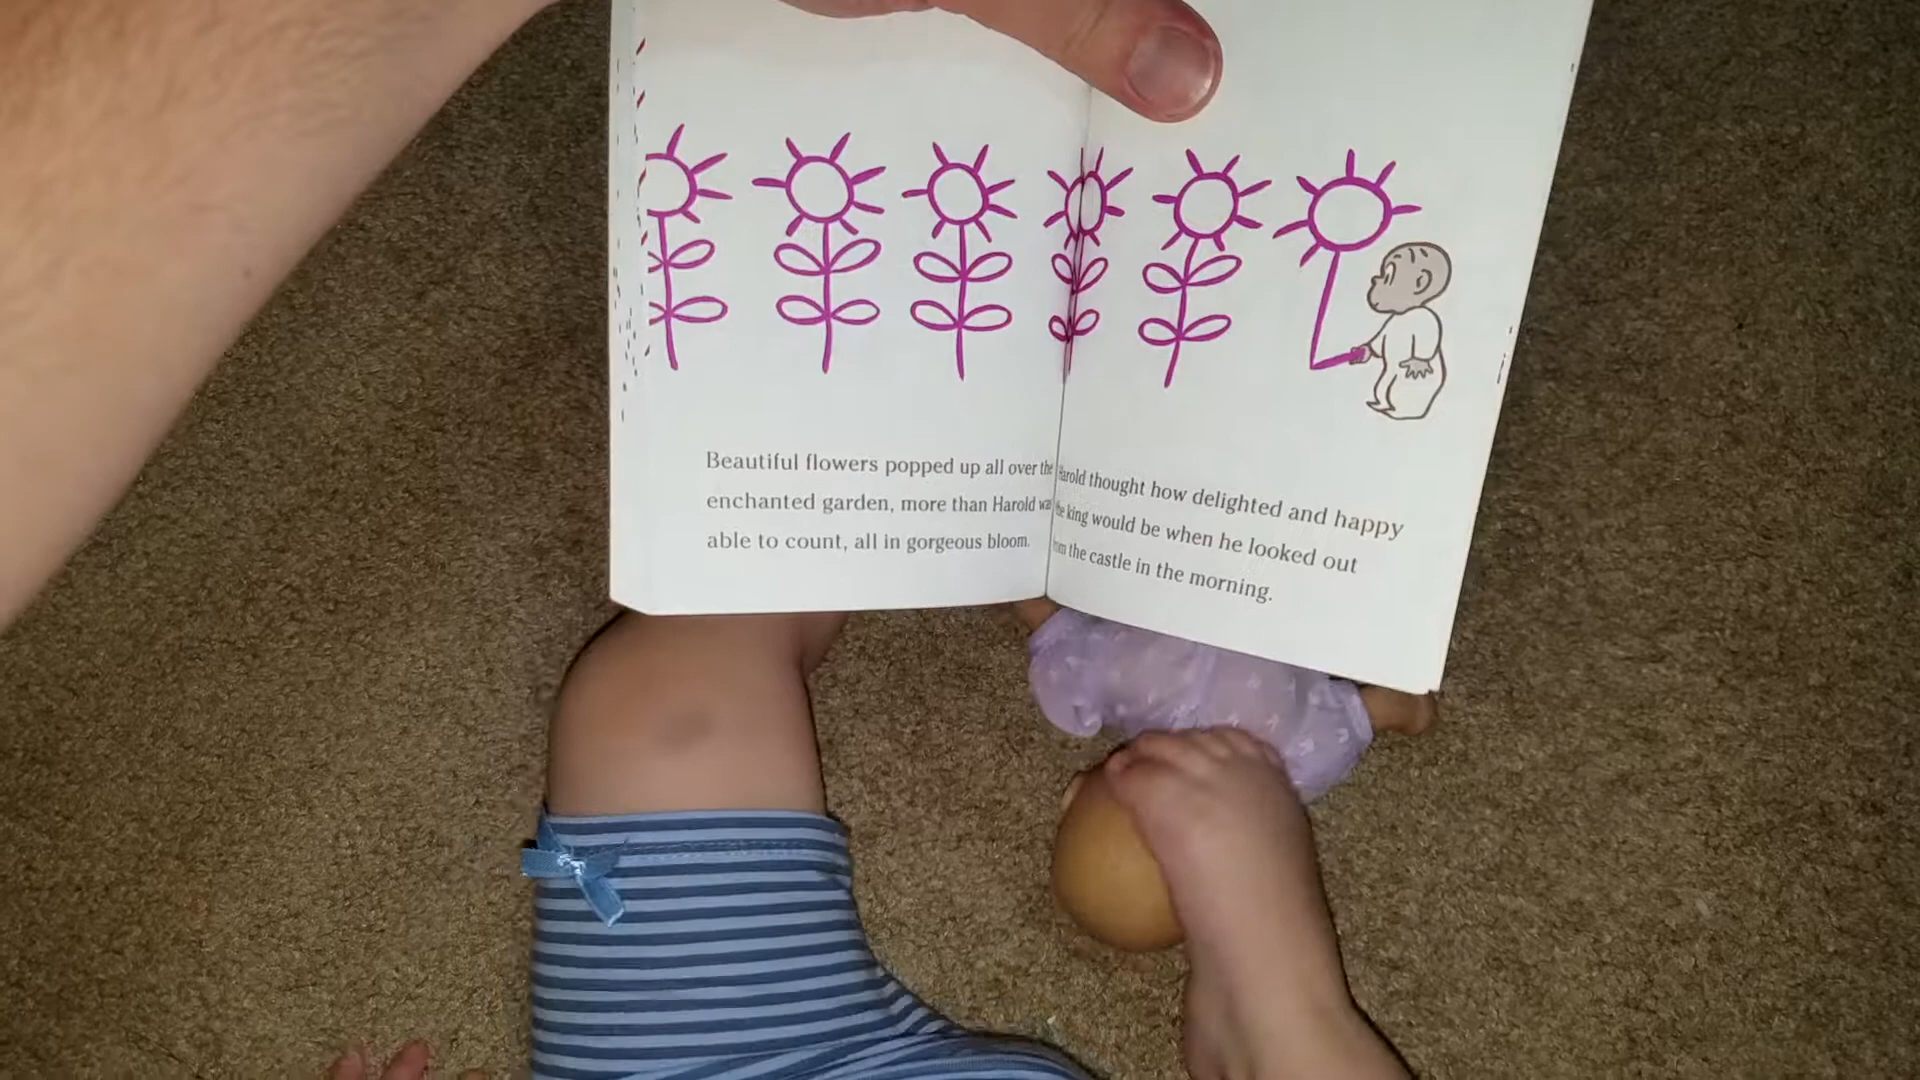 Beautiful flowers popped up all over the
enchanted garden, more than Harold was
able to count, all in gorgeous bloom.
Harold thought how delighted and happy
the king would be when he looked out
from the castle in the morning.